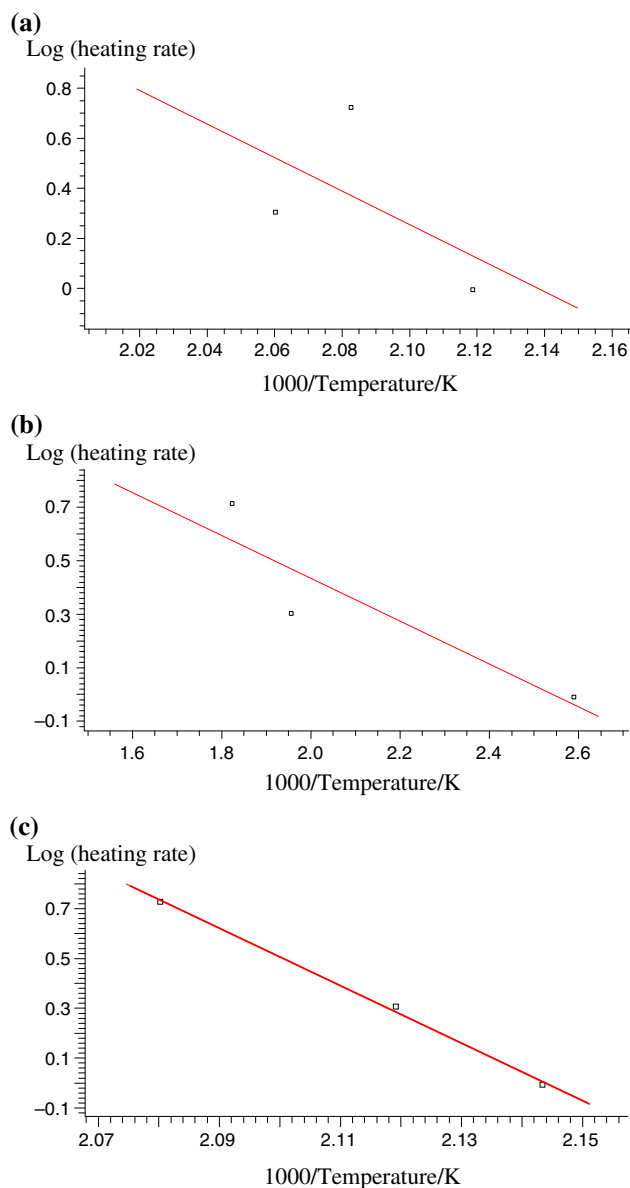 (a)
Log (heating rate)
0.8
0.4
0.2
0
2.02 2.04 2.06 2.08 2.10 2.12 2.14 2.16
1000/Temperature/K
(b)
Log (heating rate)
0.7
0.5
0.3
0.1
–0.1
1.6 1.8 2.0 2.2 2.4 2.6
1000/Temperature/K
(c)
Log (heating rate)
0.7
0.5
0.3
0.1
–0.1
2.07 2.09 2.11 2.13 2.15
1000/Temperature/K